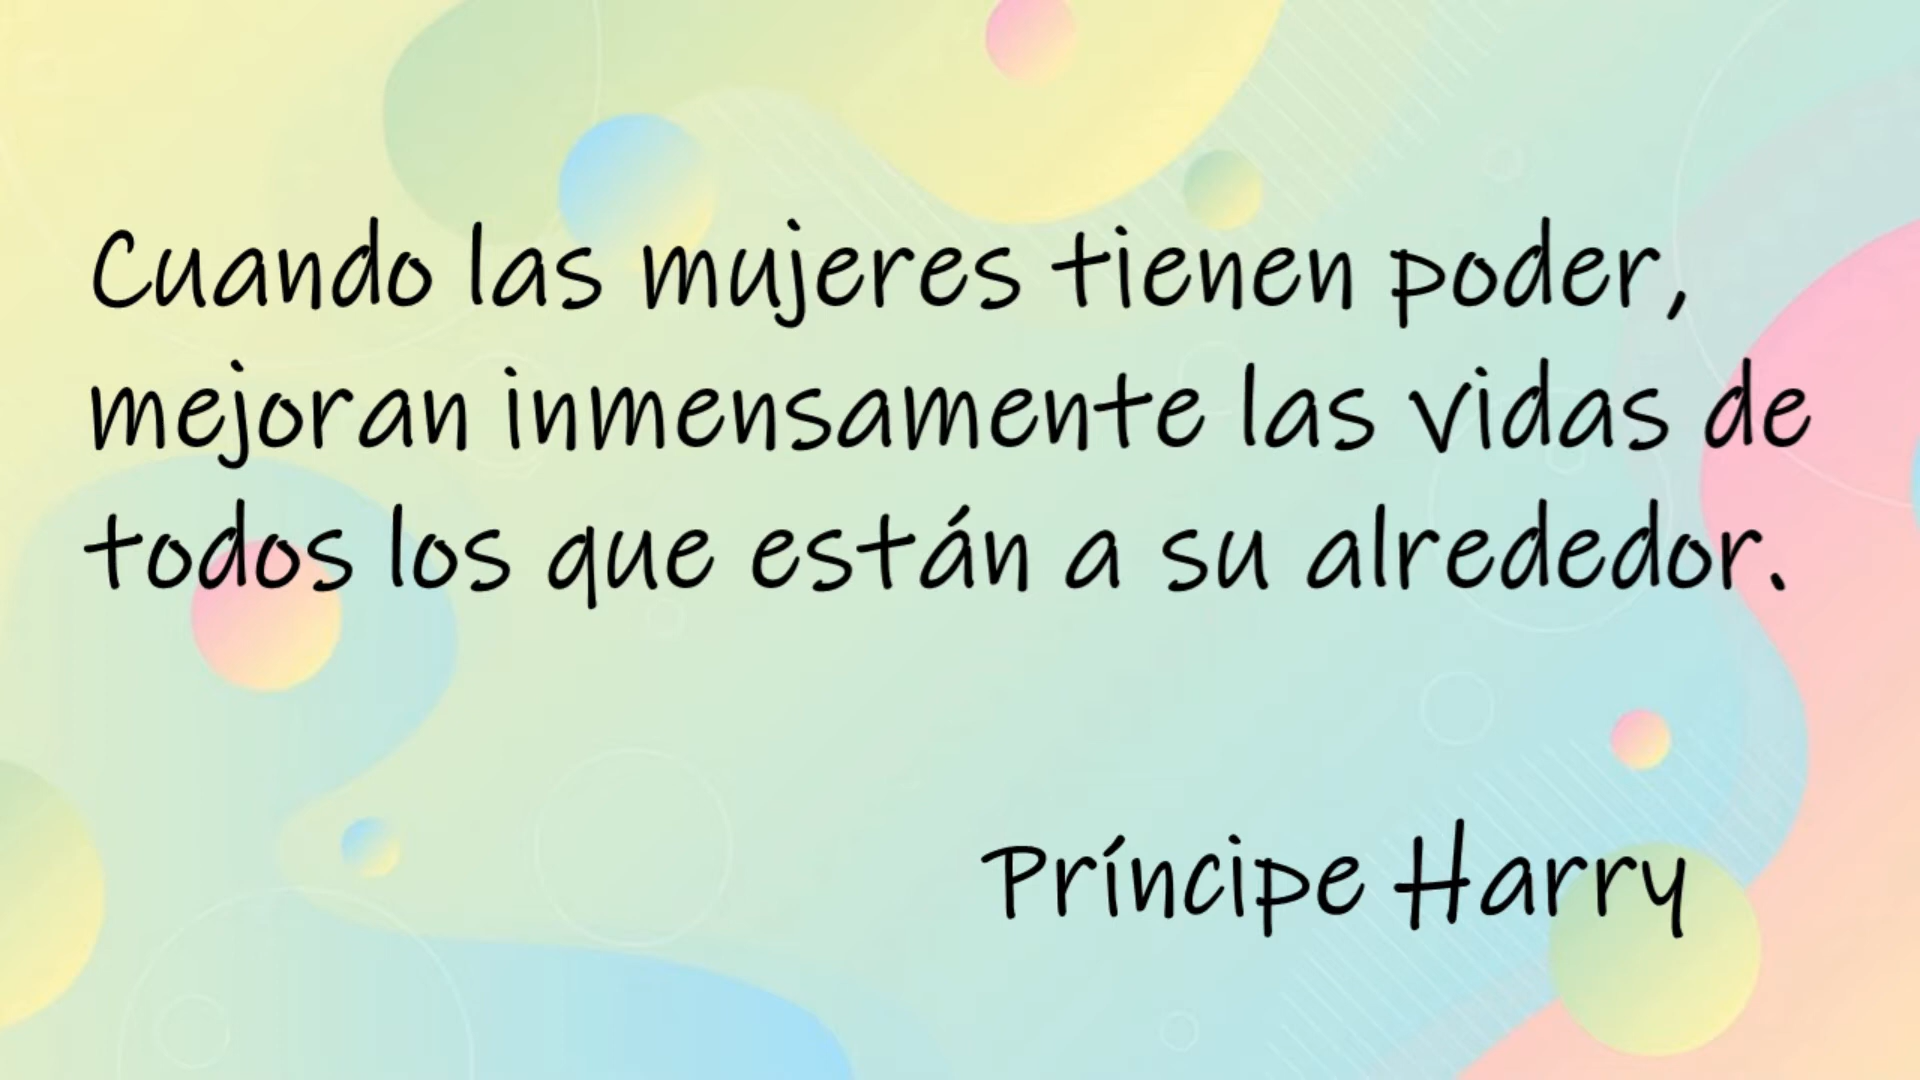 Cuando las mujeres tienen poder,
mejoran inmensamente las vidas de
todos los que están a su alrededor.
Príncipe Harry